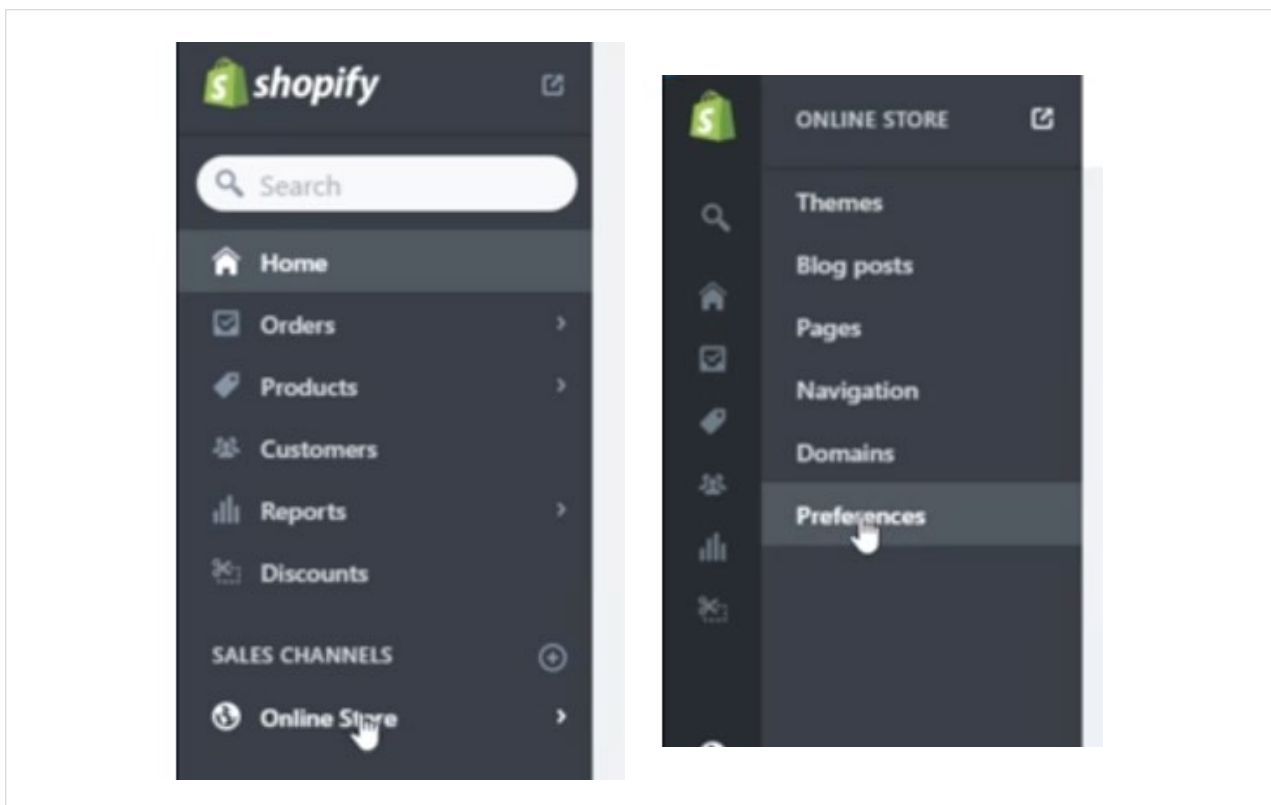 shopify
Search
Home
Orders
Products
Customers
Reports
Discounts
SALES CHANNELS
Online Store
ONLINE STORE
Themes
Blog posts
Pages
Navigation
Domains
Preferences